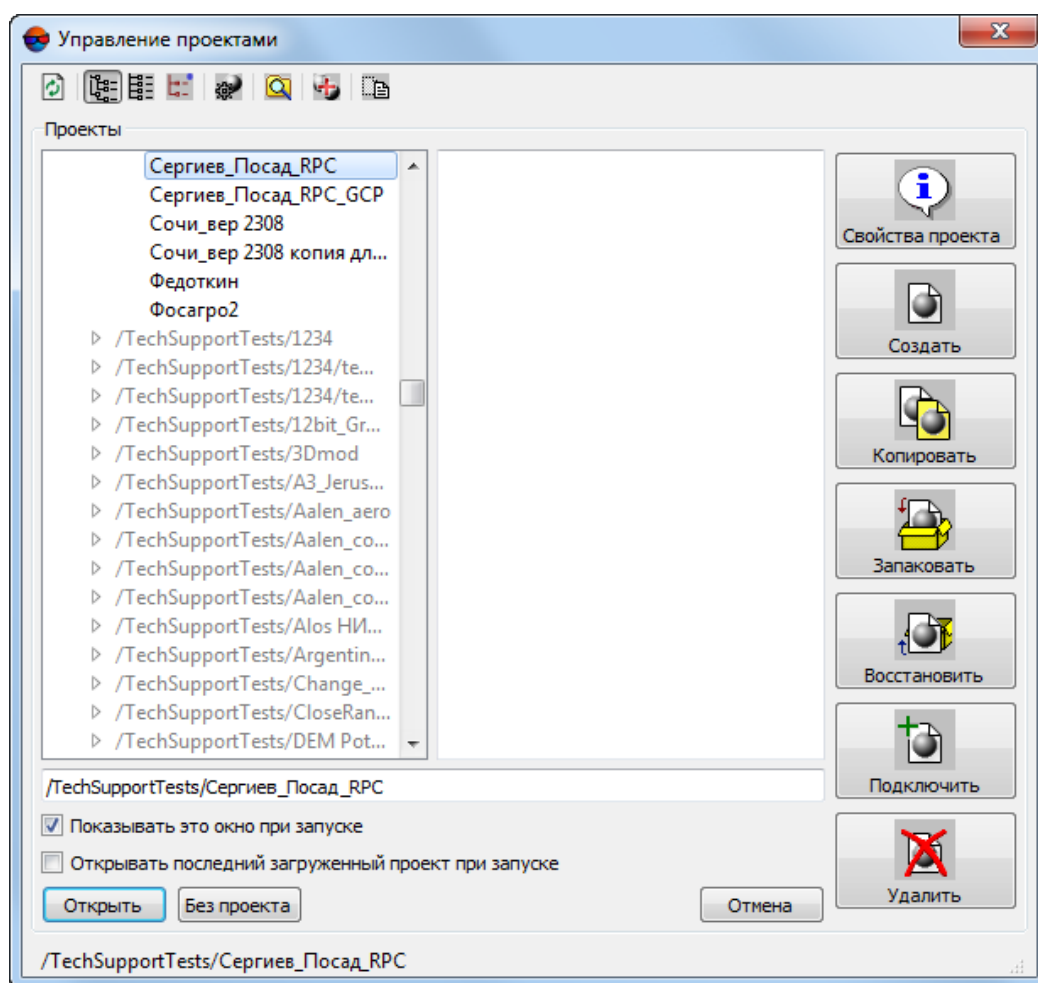 Управление проектами
Проекты
Сергиев_Посад_RPC
Сергиев_Посад_RPC_GCP
Сочи_вер 2308
Сочи_вер 2308 копия дл...
Федоткин
Фосагро2
/TechSupportTests/1234
/TechSupportTests/1234/te...
/TechSupportTests/1234/te...
/TechSupportTests/12bit_Gr...
/TechSupportTests/3Dmod
/TechSupportTests/A3_Jerus...
/TechSupportTests/Aalen_aero
/TechSupportTests/Aalen_co...
/TechSupportTests/Aalen_co...
/TechSupportTests/Aalen_co...
/TechSupportTests/Alos НИ...
/TechSupportTests/Argentin...
/TechSupportTests/Change_...
/TechSupportTests/CloseRan...
/TechSupportTests/DEM Pot...
Свойства проекта
Создать
Копировать
Запаковать
Восстановить
Подключить
Удалить
/TechSupportTests/Сергиев_Посад_RPC
Показывать это окно при запуске
Открывать последний загруженный проект при запуске
Открыть
Без проекта
Отмена
/TechSupportTests/Сергиев_Посад_RPC